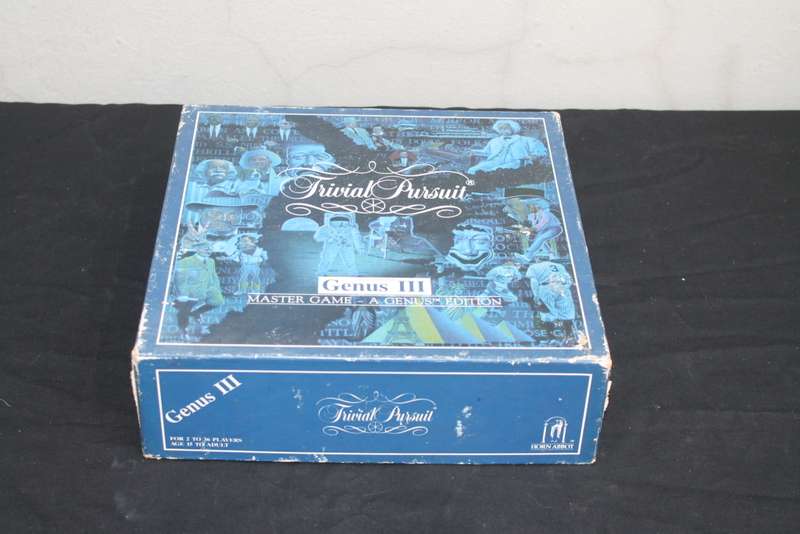 Trivial Pursuit®
Genus III
MASTER GAME – A GENUS™ EDITION
Genus III
FOR 2 TO 36 PLAYERS
AGE 15 TO ADULT
Trivial Pursuit
HORN ABBOT